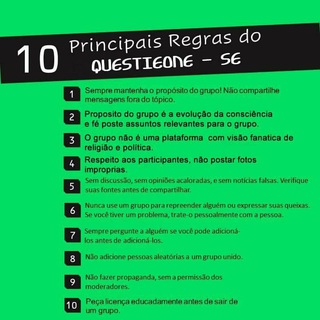 10 Principais Regras do
QUESTIEONE - SE
1 Sempre mantenha o propósito do grupo! Não compartilhe
mensagens fora do tópico.
2 Proposito do grupo é a evolução da consciência
e fé poste assuntos relevantes para o grupo.
3 O grupo não é uma plataforma com visão fanatica de
religião e política.
4 Respeito aos participantes, não postar fotos
improprias.
5 Sem discussão, sem opiniões acaloradas, e sem notícias falsas. Verifique
suas fontes antes de compartilhar.
6 Nunca use um grupo para repreender alguém ou expressar suas queixas.
Se você tiver um problema, trate-o pessoalmente com a pessoa.
7 Sempre pergunte a alguém se você pode adicioná-
los antes de adicioná-los.
8 Não adicione pessoas aleatórias a um grupo unido.
9 Não fazer propaganda, sem a permissão dos
moderadores.
10 Peça licença educadamente antes de sair de
um grupo.